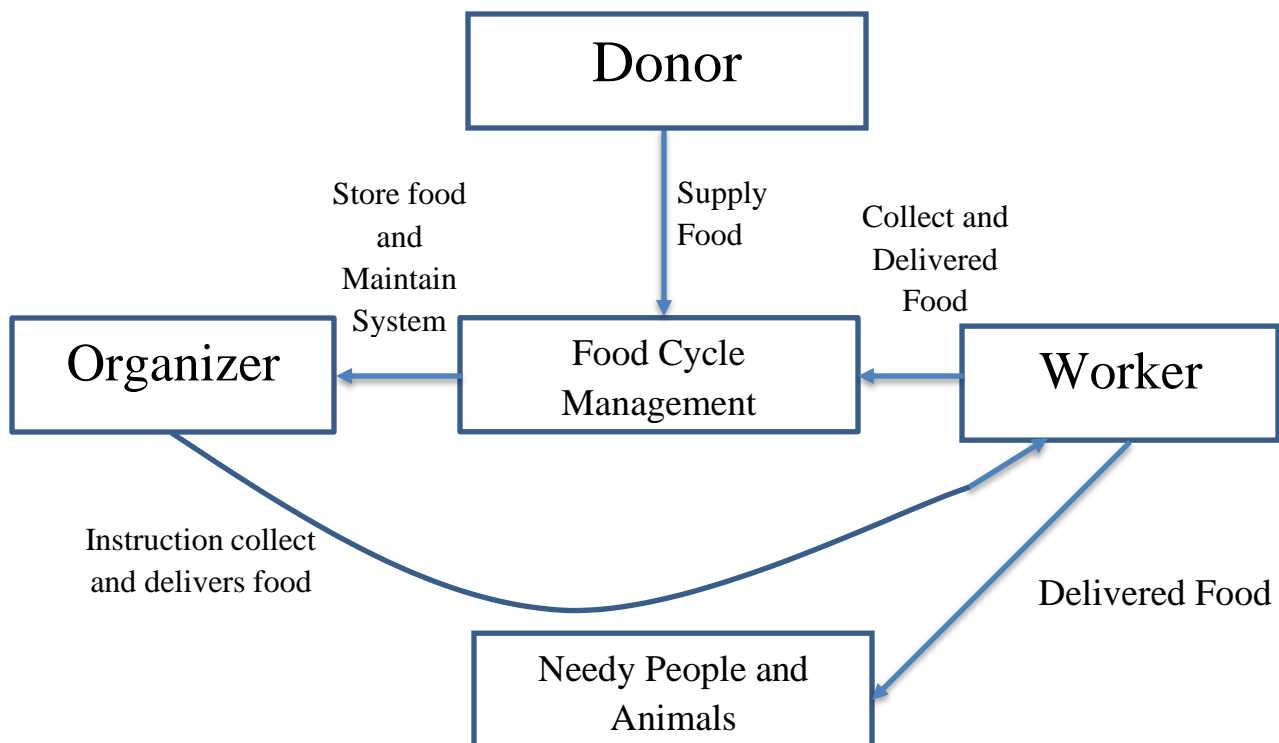 Donor
Store food
and
Maintain
System
Supply
Food
Collect and
Delivered
Food
Organizer
Food Cycle
Management
Worker
Instruction collect
and delivers food
Delivered Food
Needy People and
Animals